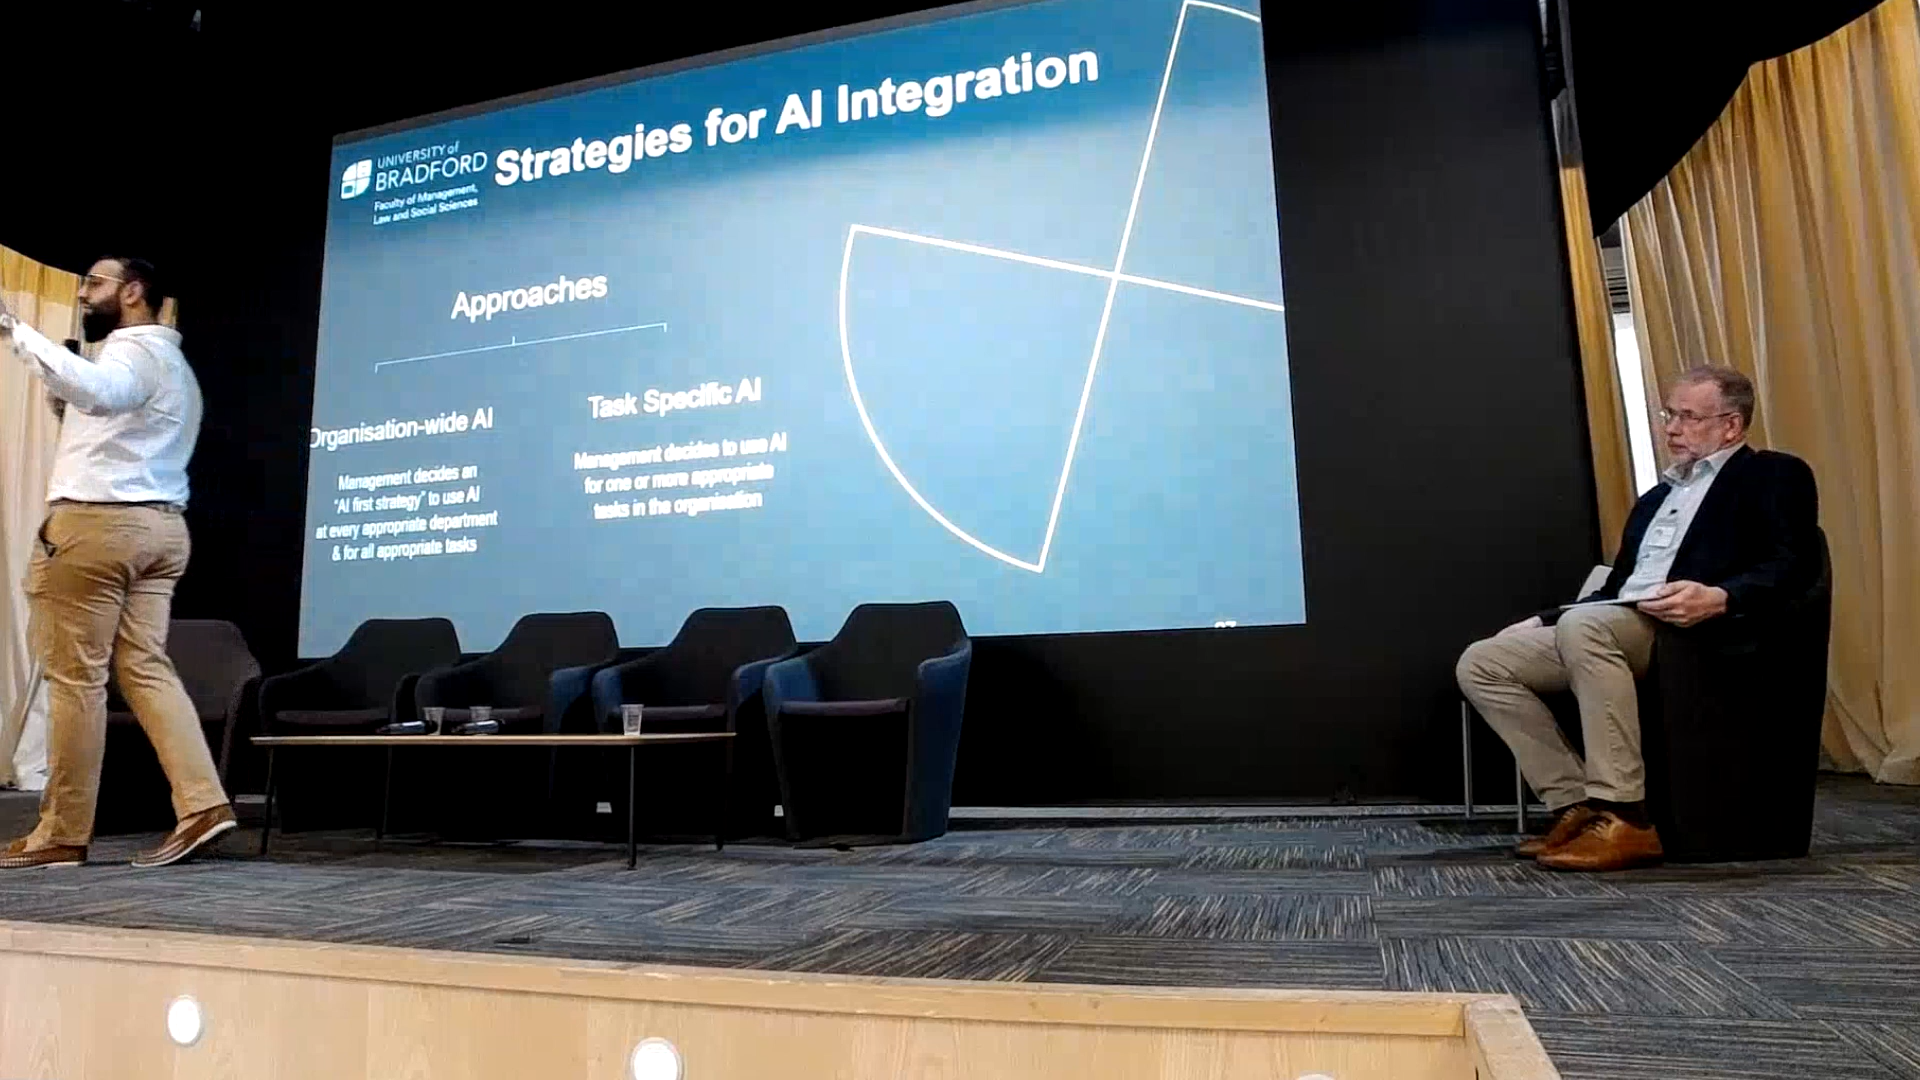 UNIVERSITY of
BRADFORD
Faculty of Management,
Law and Social Sciences
Strategies for AI Integration
Approaches
Organisation-wide AI
Management decides an
"AI first strategy" to use AI
at every appropriate department
& for all appropriate tasks
Task Specific AI
Management decides to use AI
for one or more appropriate
tasks in the organisation